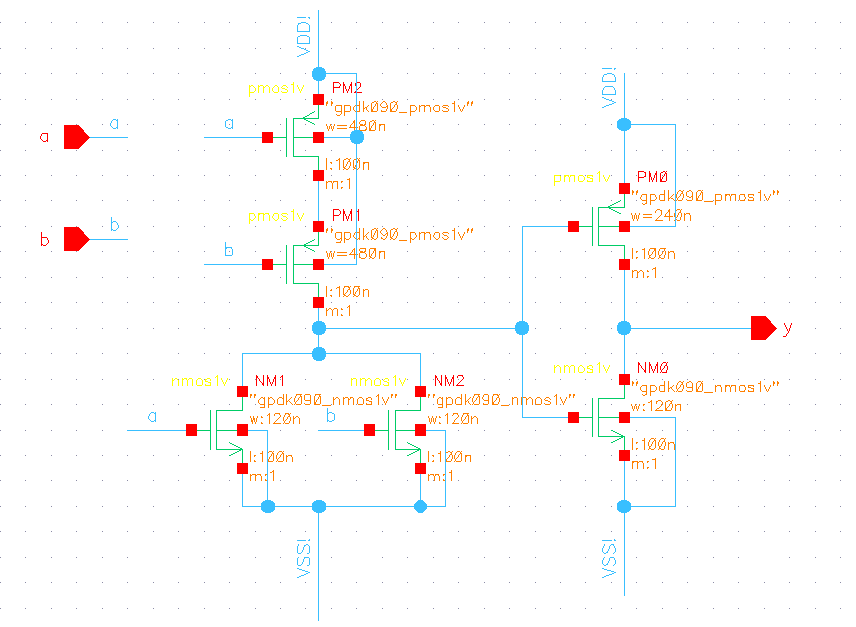 VDD!
pmos1v PM2
"gpdk090_pmos1v"
w=480n
l:100n
m:1
a a a
pmos1v PM1
"gpdk090_pmos1v"
w=480n
l:100n
m:1
b b b
nmos1v NM1
"gpdk090_nmos1v"
w:120n
l:100n
m:1
a
nmos1v NM2
"gpdk090_nmos1v"
w:120n
l:100n
m:1
b
VSS!
VDD!
pmos1v PM0
"gpdk090_pmos1v"
w=240n
l:100n
m:1
y
nmos1v NM0
"gpdk090_nmos1v"
w:120n
l:100n
m:1
VSS!